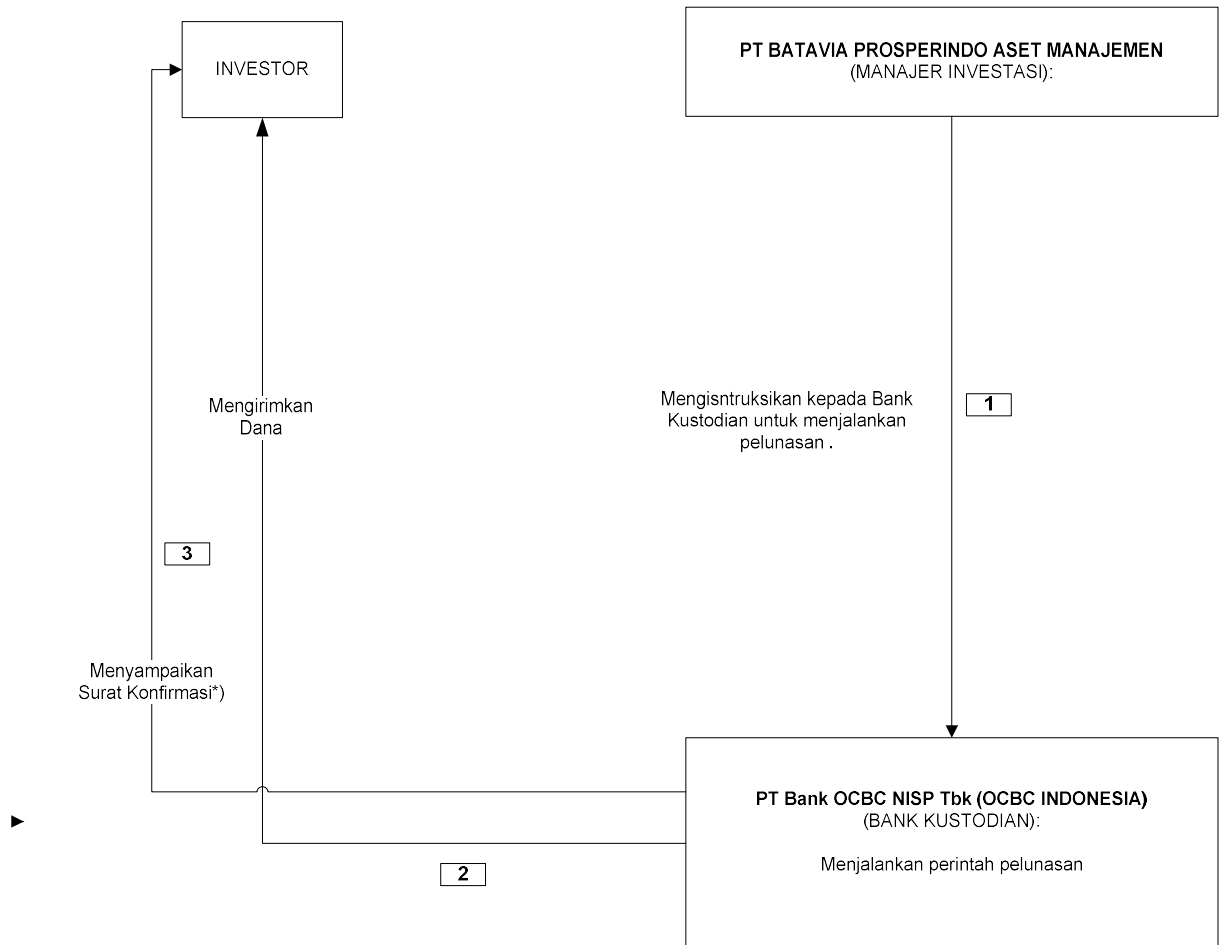 INVESTOR
PT BATAVIA PROSPERINDO ASET MANAJEMEN
(MANAJER INVESTASI):
Mengirimkan
Dana
Mengisntruksikan kepada Bank
Kustodian untuk menjalankan
pelunasan .
1
3
Menyampaikan
Surat Konfirmasi*)
PT Bank OCBC NISP Tbk (OCBC INDONESIA)
(BANK KUSTODIAN):
Menjalankan perintah pelunasan
2